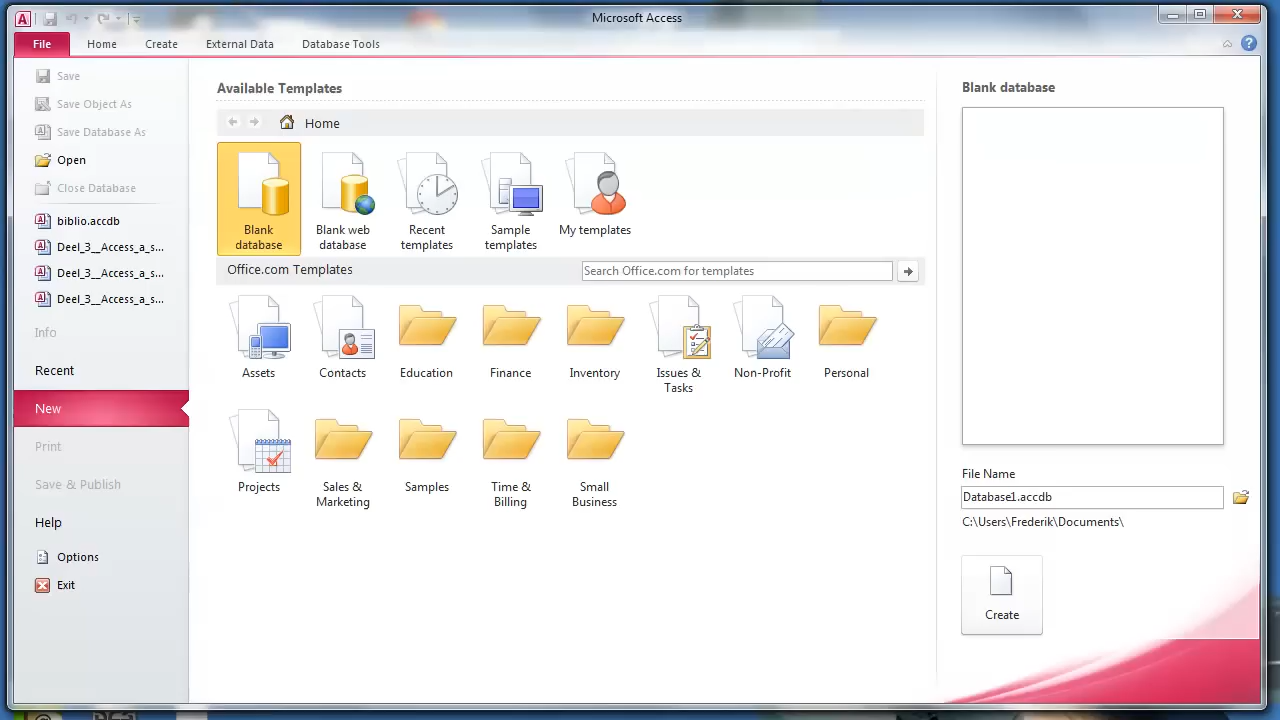 Microsoft Access
File
Home
Create
External Data
Database Tools
Save
Save Object As
Save Database As
Open
Close Database
biblio.accdb
Deel_3__Access_a_s...
Deel_3__Access_a_s...
Deel_3__Access_a_s...
Info
Recent
New
Print
Save & Publish
Help
Options
Exit
Available Templates
Home
Blank
database
Blank web
database
Recent
templates
Sample
templates
My templates
Office.com Templates
Search Office.com for templates
Assets
Contacts
Education
Finance
Inventory
Issues &
Tasks
Non-Profit
Personal
Projects
Sales &
Marketing
Samples
Time &
Billing
Small
Business
Blank database
File Name
Database1.accdb
C:\Users\Frederik\Documents\
Create